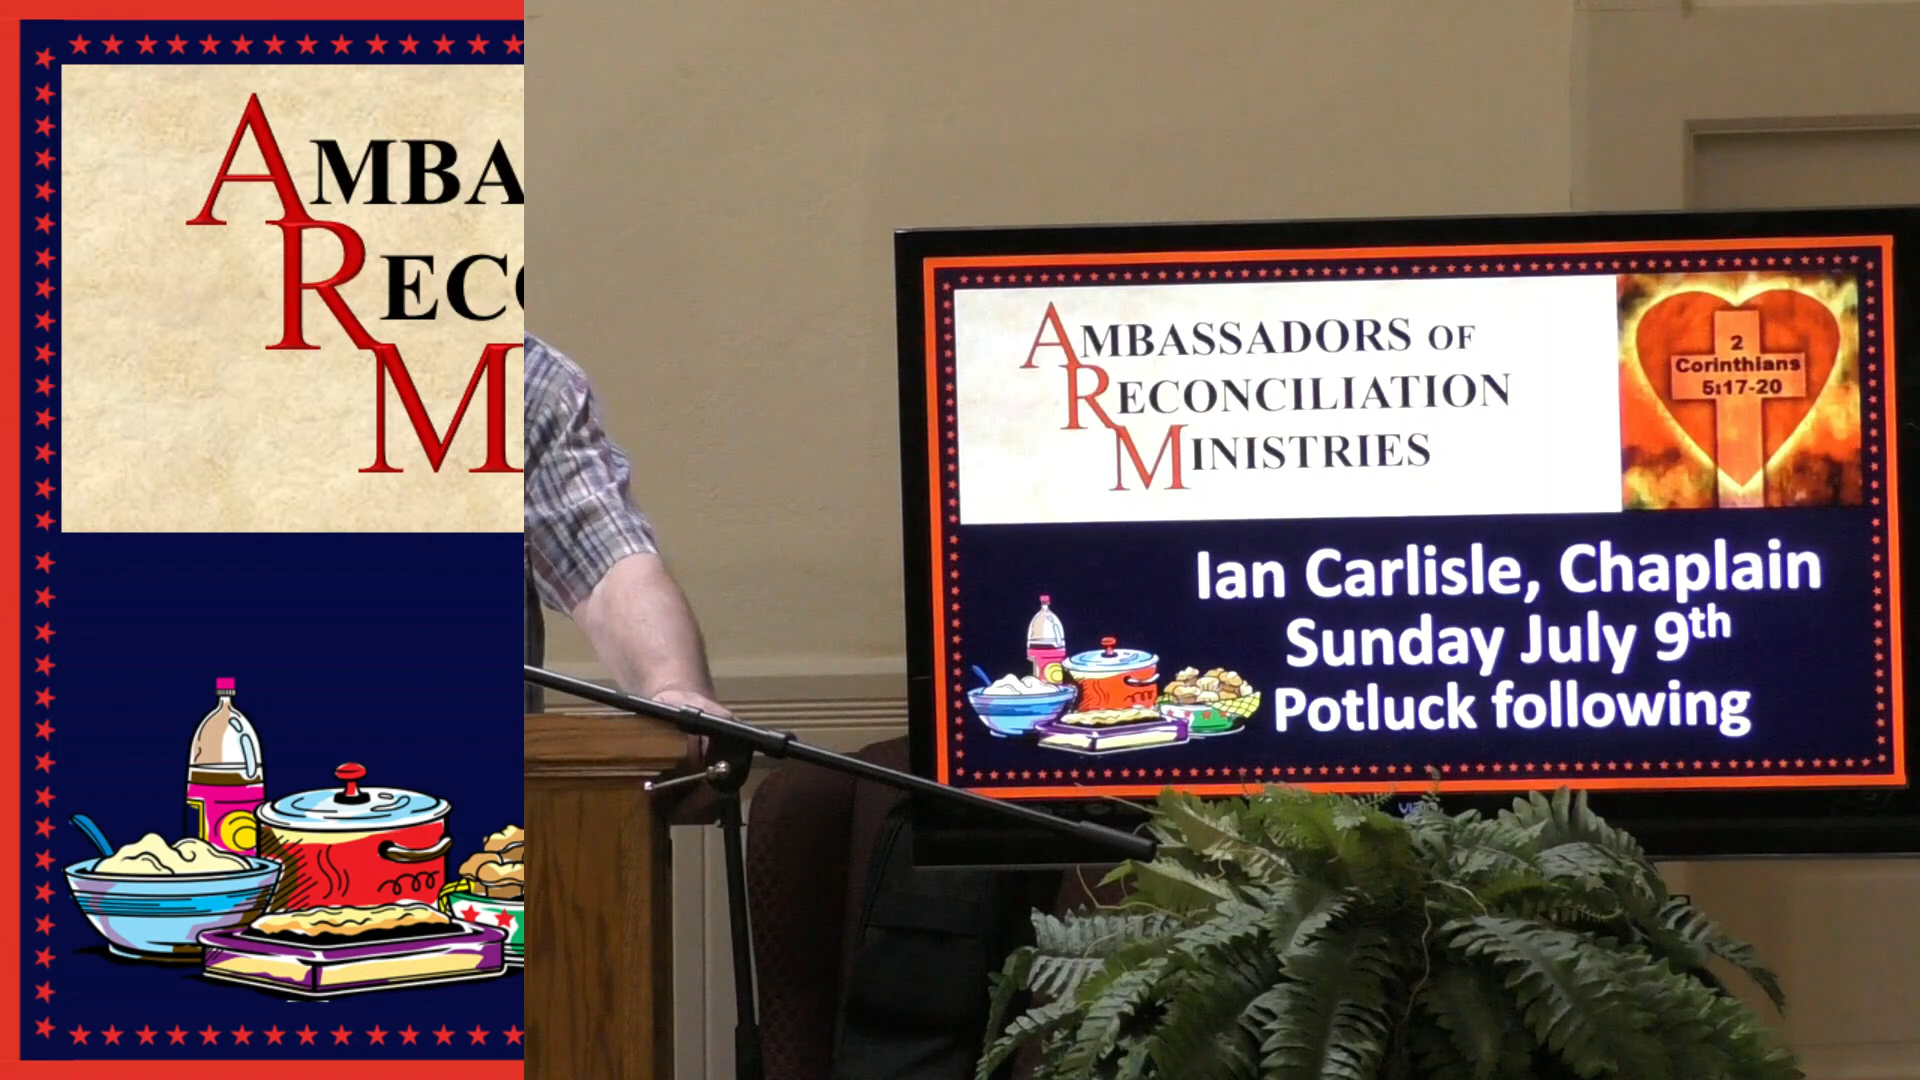 AMBA
REC
M
AMBASSADORS OF
RECONCILIATION
MINISTRIES
2
Corinthians
5:17-20
Ian Carlisle, Chaplain
Sunday July 9th
Potluck following